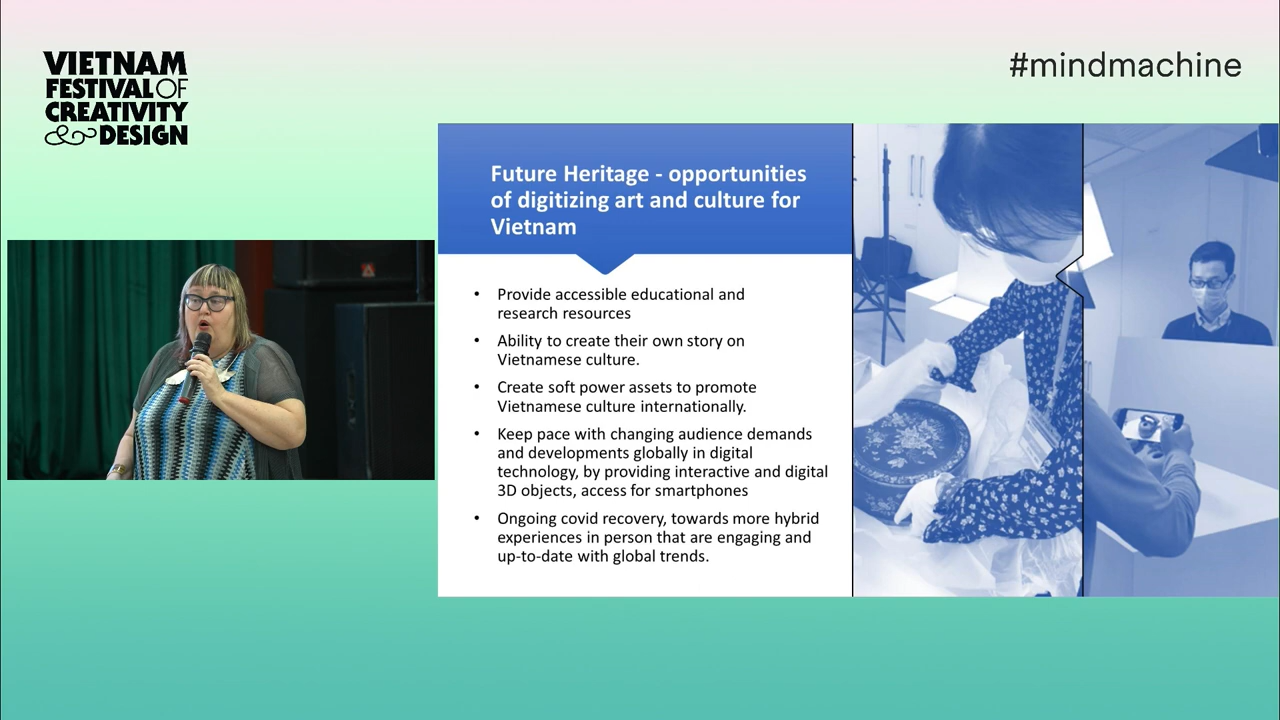 VIETNAM
FESTIVAL OF
CREATIVITY
& DESIGN
#mindmachine
Future Heritage - opportunities
of digitizing art and culture for
Vietnam
• Provide accessible educational and
research resources
• Ability to create their own story on
Vietnamese culture.
• Create soft power assets to promote
Vietnamese culture internationally.
• Keep pace with changing audience demands
and developments globally in digital
technology, by providing interactive and digital
3D objects, access for smartphones
• Ongoing covid recovery, towards more hybrid
experiences in person that are engaging and
up-to-date with global trends.